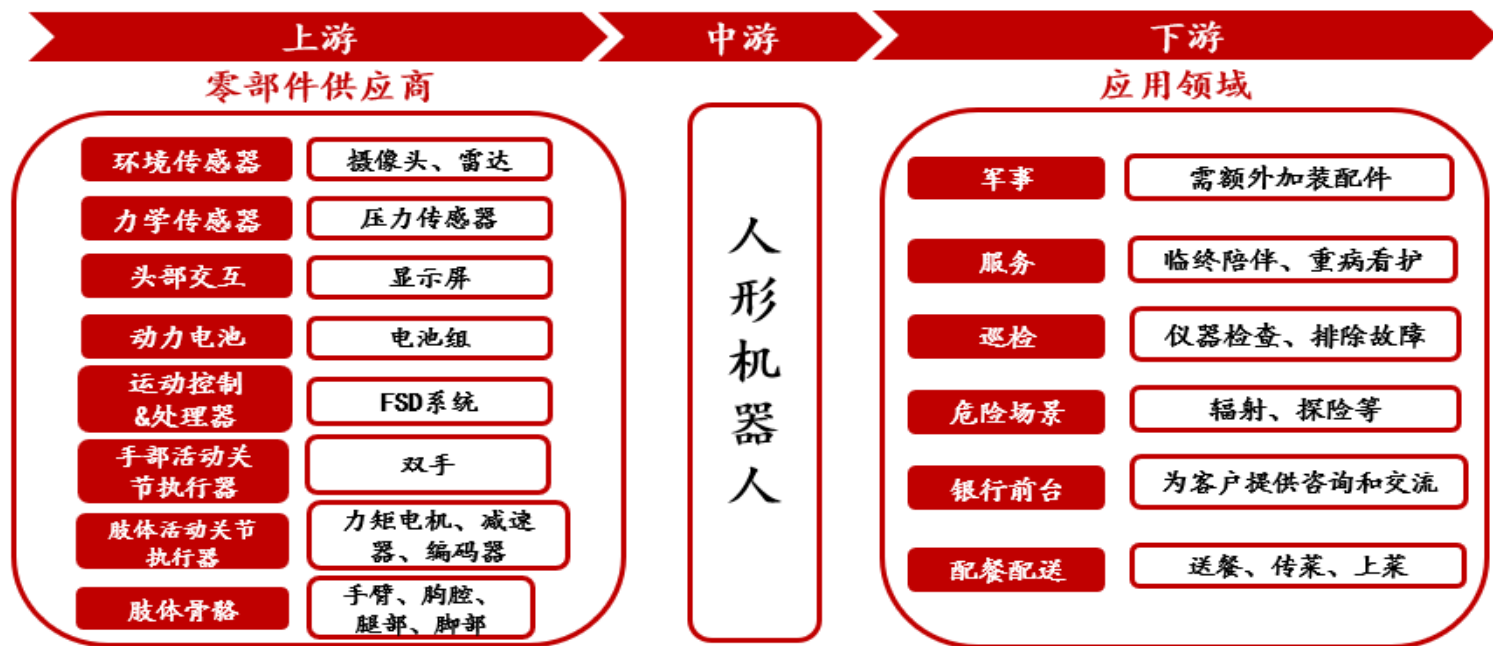 上游
中游
下游
零部件供应商
应用领域
环境传感器
摄像头、雷达
力学传感器
压力传感器
头部交互
显示屏
动力电池
电池组
运动控制
&处理器
FSD系统
手部活动关
节执行器
双手
肢体活动关节
执行器
力矩电机、减速
器、编码器
肢体骨骼
手臂、胸腔、
腿部、脚部
人
形
机
器
人
军事
需额外加装配件
服务
临终陪伴、重病看护
巡检
仪器检查、排除故障
危险场景
辐射、探险等
银行前台
为客户提供咨询和交流
配餐配送
送餐、传菜、上菜